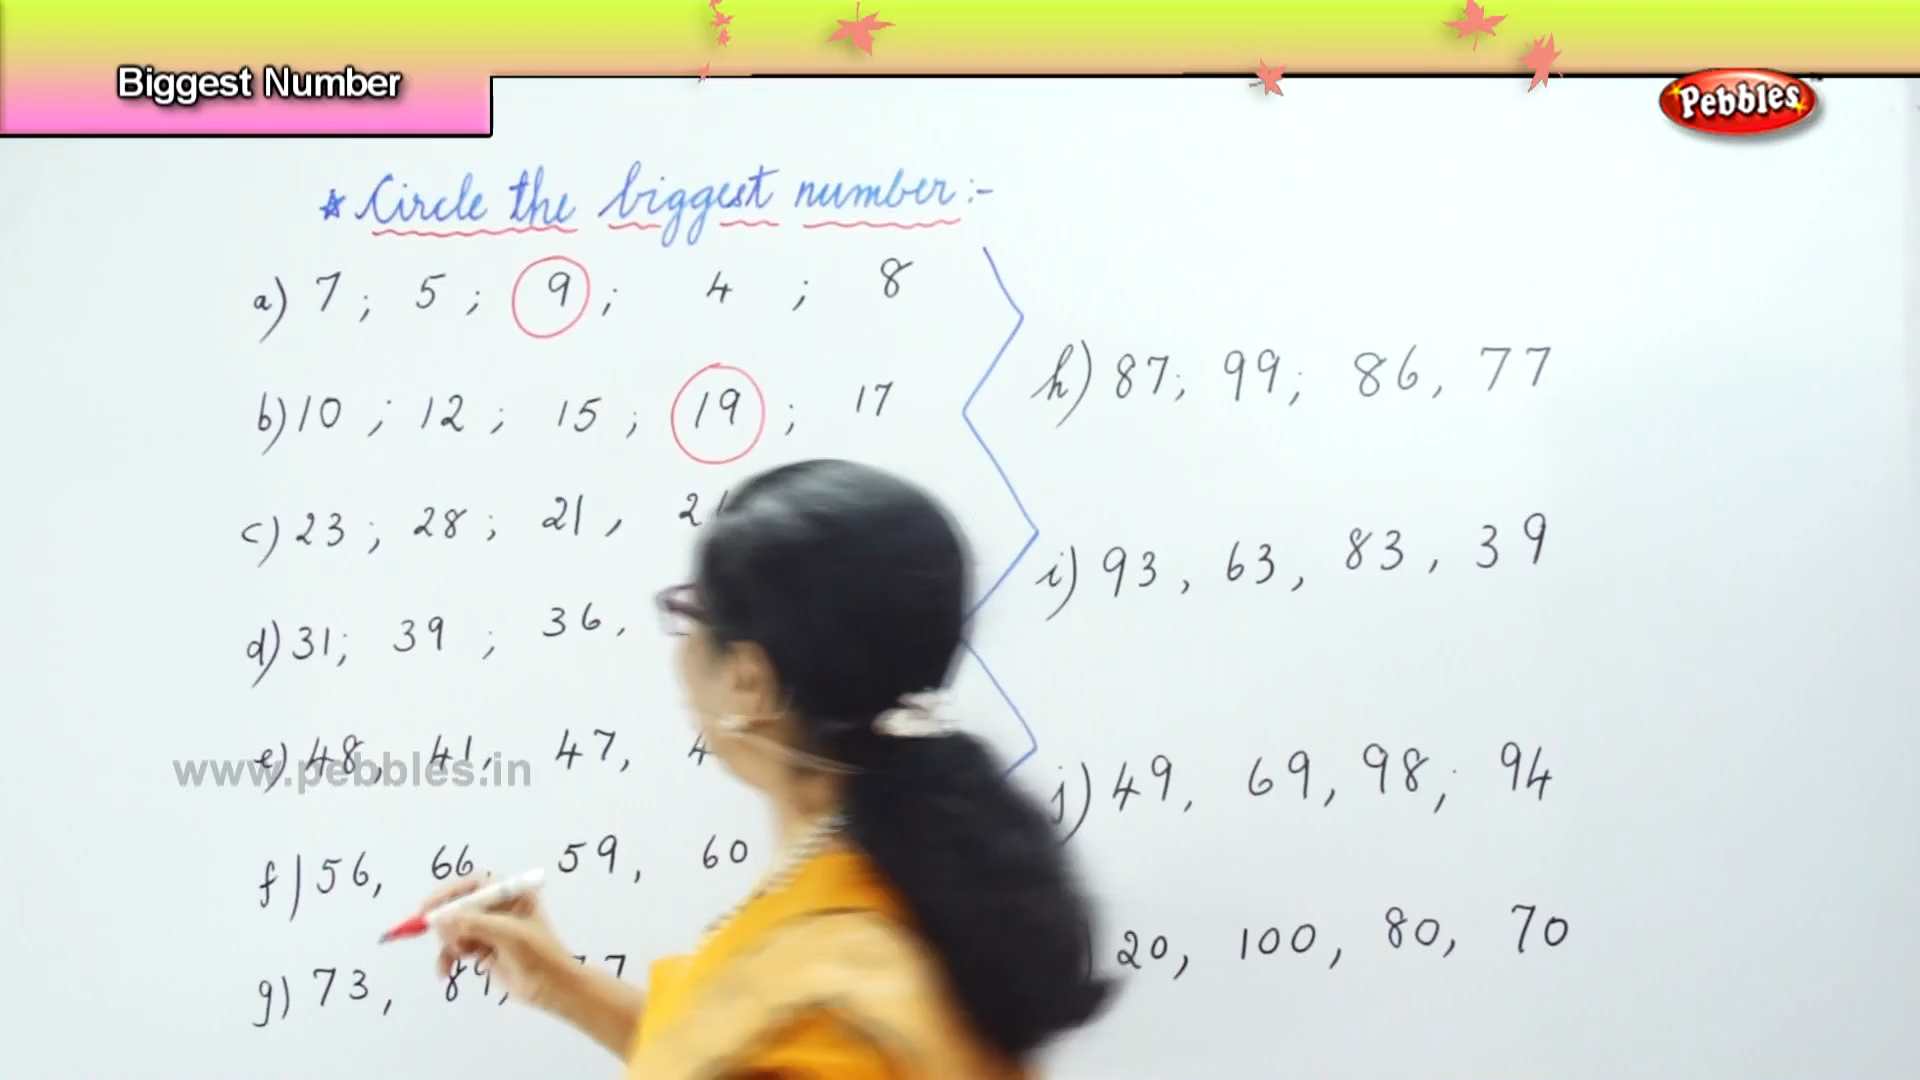 Biggest Number
Pebbles
* Circle the biggest number:-
a) 7; 5; 9; 4 ; 8
b) 10 ; 12 ; 15 ; 19 ; 17
c) 23 ; 28 ; 21 ,
d) 31; 39 ; 36,
e) 48, 41, 47,
www.pebbles.in
f) 56, 66, 59, 60
g) 73, 89,
h) 87; 99; 86, 77
i) 93 , 63, 83 , 39
j) 49, 69, 98; 94
20, 100, 80, 70